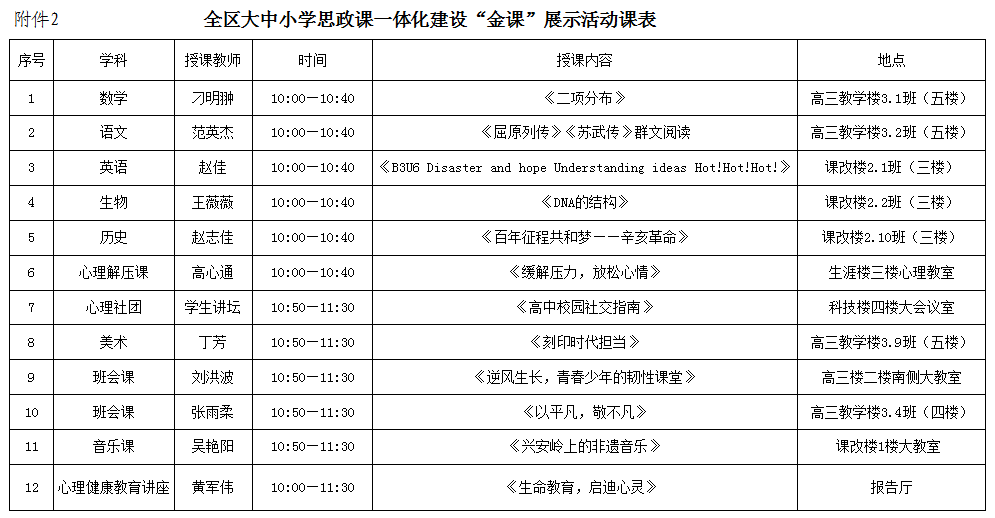 附件2
全区大中小学思政课一体化建设“金课”展示活动课表
序号 学科 授课教师 时间 授课内容 地点
1 数学 刁明翀 10:00—10:40 《二项分布》 高三教学楼3.1班（五楼）
2 语文 范英杰 10:00—10:40 《屈原列传》《苏武传》群文阅读 高三教学楼3.2班（五楼）
3 英语 赵佳 10:00—10:40 《B3U6 Disaster and hope Understanding ideas Hot!Hot!Hot!》 课改楼2.1班（三楼）
4 生物 王薇薇 10:00—10:40 《DNA的结构》 课改楼2.2班（三楼）
5 历史 赵志佳 10:00—10:40 《百年征程共和梦——辛亥革命》 课改楼2.10班（三楼）
6 心理解压课 高心通 10:00—10:40 《缓解压力，放松心情》 生涯楼三楼心理教室
7 心理社团 学生讲坛 10:50—11:30 《高中校园社交指南》 科技楼四楼大会议室
8 美术 丁芳 10:50—11:30 《刻印时代担当》 高三教学楼3.9班（五楼）
9 班会课 刘洪波 10:50—11:30 《逆风生长，青春少年的韧性课堂》 高三楼二楼南侧大教室
10 班会课 张雨柔 10:50—11:30 《以平凡，敬不凡》 高三教学楼3.4班（四楼）
11 音乐课 吴艳阳 10:50—11:30 《兴安岭上的非遗音乐》 课改楼1楼大教室
12 心理健康教育讲座 黄军伟 10:00—11:30 《生命教育，启迪心灵》 报告厅